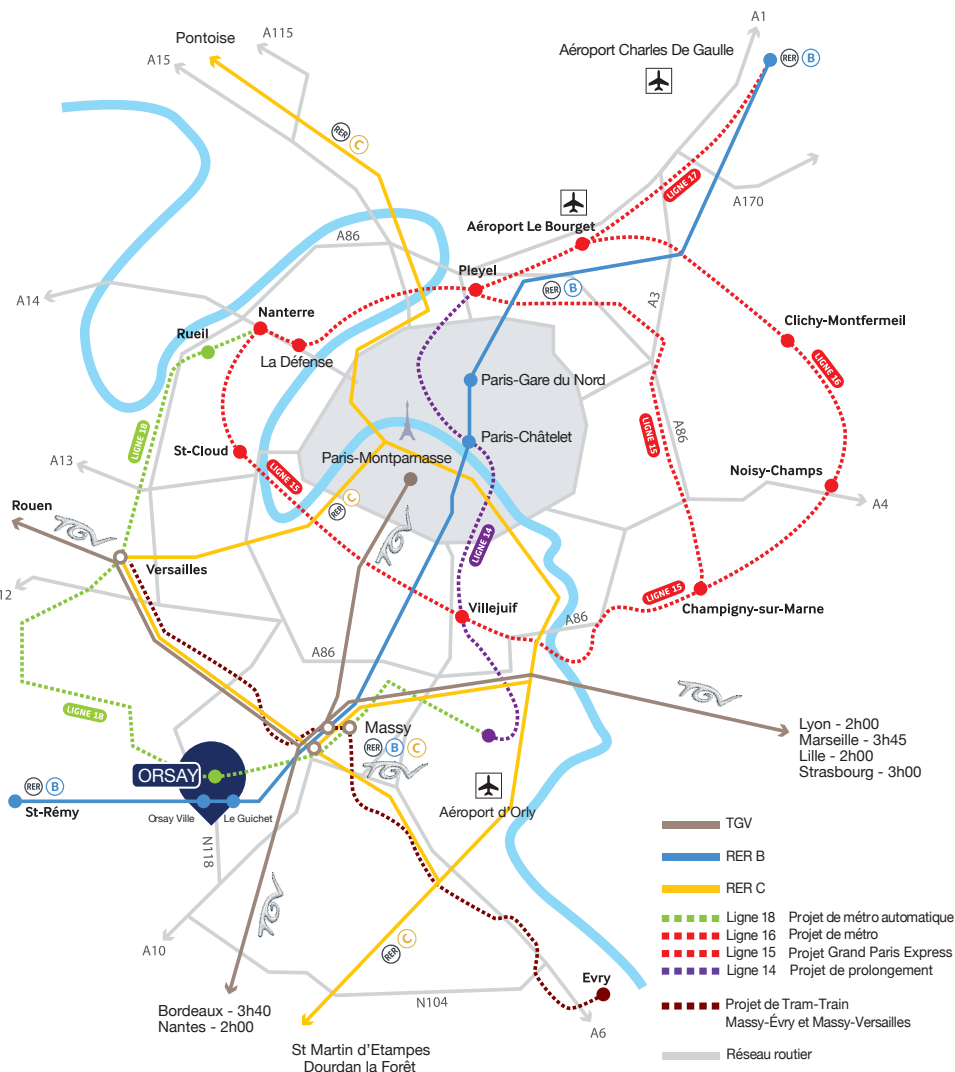 A1
A115
Pontoise
Aéroport Charles De Gaulle
RER B
A15
RER C
LIGNE 17
A170
Aéroport Le Bourget
A86
Pleyel
RER B
A14
A3
Nanterre
Rueil
La Défense
Clichy-Montfermeil
LIGNE 16
Paris-Gare du Nord
LIGNE 18
A86
LIGNE 15
Paris-Châtelet
St-Cloud
Paris-Montparnasse
A13
LIGNE 15
Noisy-Champs
A4
Rouen
TGV
RER C
TGV
LIGNE 14
Versailles
12
LIGNE 15
Villejuif
Champigny-sur-Marne
A86
A86
TGV
LIGNE 18
Massy
RER B C
TGV
Lyon - 2h00
Marseille - 3h45
Lille - 2h00
Strasbourg - 3h00
ORSAY
RER B
St-Rémy
Orsay Ville
Le Guichet
Aéroport d'Orly
N118
TGV
A10
RER C
N104
Evry
A6
Bordeaux - 3h40
Nantes - 2h00
St Martin d'Etampes
Dourdan la Forêt
TGV
RER B
RER C
Ligne 18 Projet de métro automatique
Ligne 16 Projet de métro
Ligne 15 Projet Grand Paris Express
Ligne 14 Projet de prolongement
Projet de Tram-Train
Massy-Évry et Massy-Versailles
Réseau routier